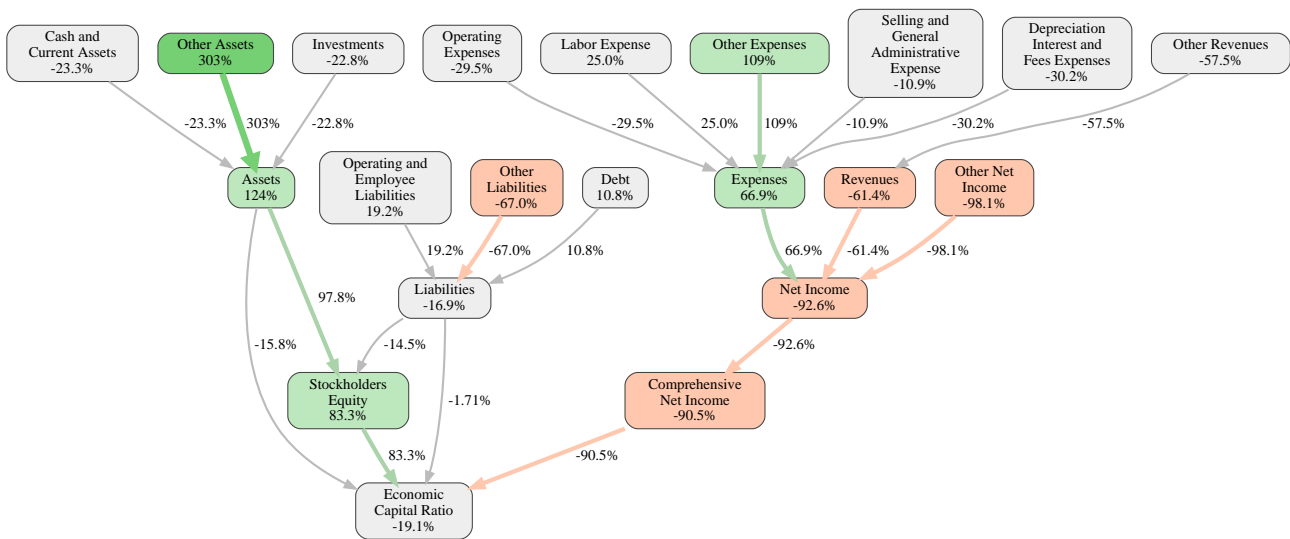 Cash and
Current Assets
-23.3%
Other Assets
303%
Investments
-22.8%
Operating
Expenses
-29.5%
Labor Expense
25.0%
Other Expenses
109%
Selling and
General
Administrative
Expense
-10.9%
Depreciation
Interest and
Fees Expenses
-30.2%
Other Revenues
-57.5%
-23.3%
303%
-22.8%
-29.5%
25.0%
109%
-10.9%
-30.2%
-57.5%
Assets
124%
Operating and
Employee
Liabilities
19.2%
Other
Liabilities
-67.0%
Debt
10.8%
Expenses
66.9%
Revenues
-61.4%
Other Net
Income
-98.1%
19.2%
-67.0%
10.8%
66.9%
-61.4%
-98.1%
97.8%
Liabilities
-16.9%
Net Income
-92.6%
-15.8%
-14.5%
-92.6%
Stockholders
Equity
83.3%
-1.71%
Comprehensive
Net Income
-90.5%
83.3%
-90.5%
Economic
Capital Ratio
-19.1%